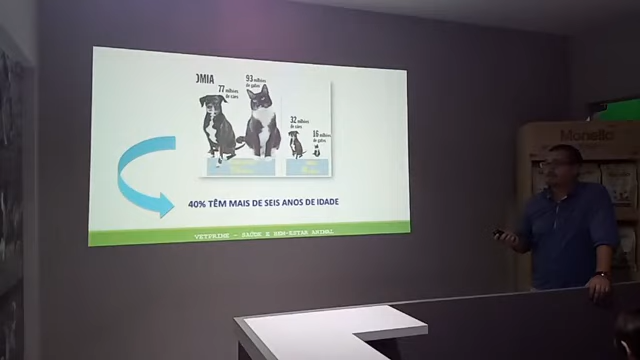 OMIA
77 milhões
de cães
93 milhões
de gatos
32 milhões
de cães
16 milhões
de gatos
40% TÊM MAIS DE SEIS ANOS DE IDADE
VETPRIME - SAÚDE E BEM-ESTAR ANIMAL
Monello